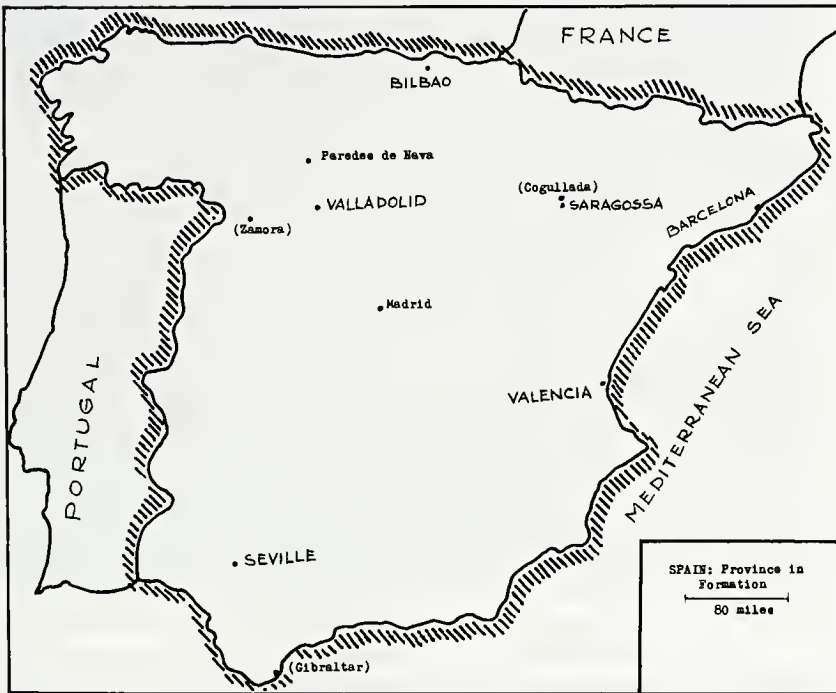 FRANCE
BILBAO
Paredes de Nava
(Cogullada)
VALLADOLID
SARAGOSSA
BARCELONA
(Zamora)
Madrid
MEDITERRANEAN SEA
VALENCIA
PORTUGAL
SEVILLE
SPAIN: Province in
Formation
80 miles
(Gibraltar)